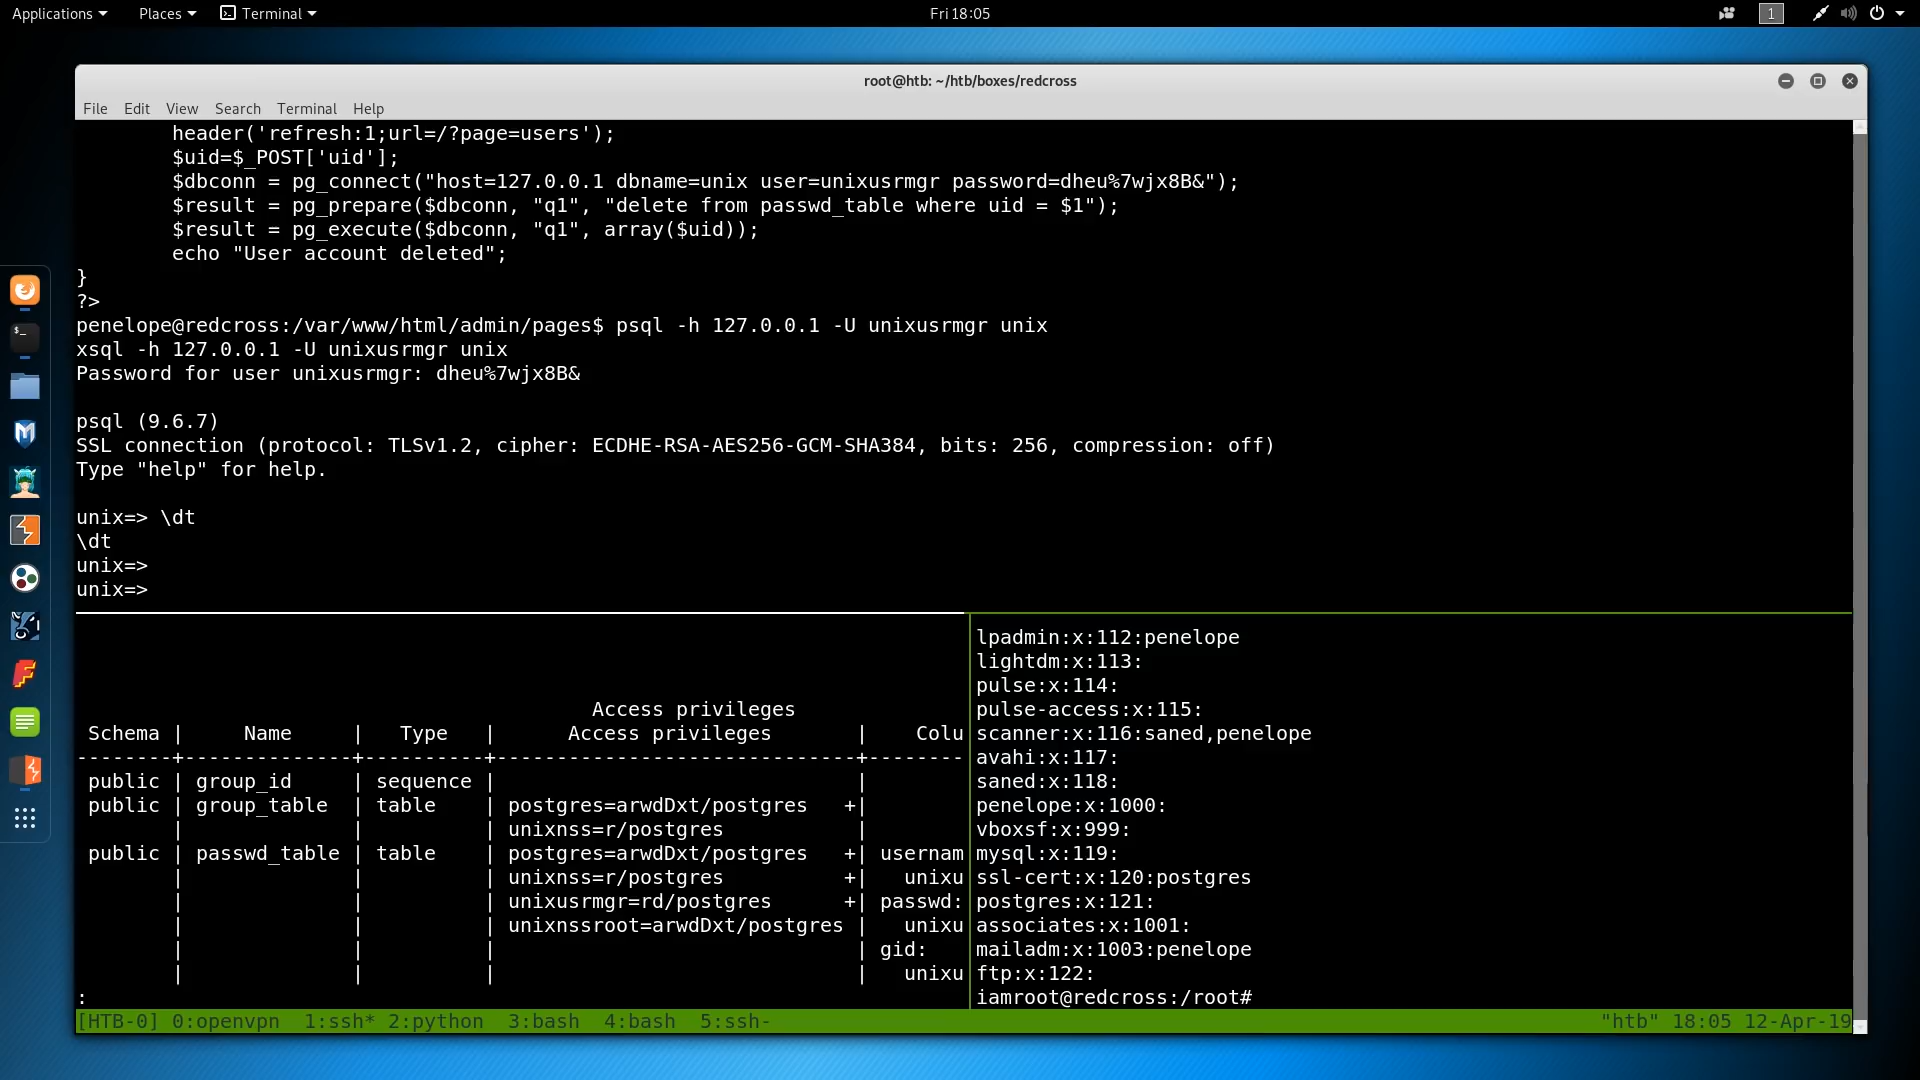 Applications Places Terminal Fri 18:05 1
root@htb: ~/htb/boxes/redcross
File Edit View Search Terminal Help
        header('refresh:1;url=/?page=users');
        $uid=$_POST['uid'];
        $dbconn = pg_connect("host=127.0.0.1 dbname=unix user=unixusrmgr password=dheu%7wjx8B&");
        $result = pg_prepare($dbconn, "q1", "delete from passwd_table where uid = $1");
        $result = pg_execute($dbconn, "q1", array($uid));
        echo "User account deleted";
}
?>
penelope@redcross:/var/www/html/admin/pages$ psql -h 127.0.0.1 -U unixusrmgr unix
xsql -h 127.0.0.1 -U unixusrmgr unix
Password for user unixusrmgr: dheu%7wjx8B&
psql (9.6.7)
SSL connection (protocol: TLSv1.2, cipher: ECDHE-RSA-AES256-GCM-SHA384, bits: 256, compression: off)
Type "help" for help.
unix=> \dt
\dt
unix=>
unix=>
                                           Access privileges
 Schema |     Name     |   Type   |      Access privileges       |    Colu
--------+--------------+----------+------------------------------+--------
 public | group_id     | sequence |                              |
 public | group_table  | table    | postgres=arwdDxt/postgres   +|
        |              |          | unixnss=r/postgres           |
 public | passwd_table | table    | postgres=arwdDxt/postgres   +| usernam
        |              |          | unixnss=r/postgres          +|   unixu
        |              |          | unixusrmgr=rd/postgres      +| passwd:
        |              |          | unixnssroot=arwdDxt/postgres |   unixu
        |              |          |                              | gid:
        |              |          |                              |   unixu
:
lpadmin:x:112:penelope
lightdm:x:113:
pulse:x:114:
pulse-access:x:115:
scanner:x:116:saned,penelope
avahi:x:117:
saned:x:118:
penelope:x:1000:
vboxsf:x:999:
mysql:x:119:
ssl-cert:x:120:postgres
postgres:x:121:
associates:x:1001:
mailadm:x:1003:penelope
ftp:x:122:
iamroot@redcross:/root#
[HTB-0] 0:openvpn  1:ssh* 2:python  3:bash  4:bash  5:ssh- "htb" 18:05 12-Apr-19